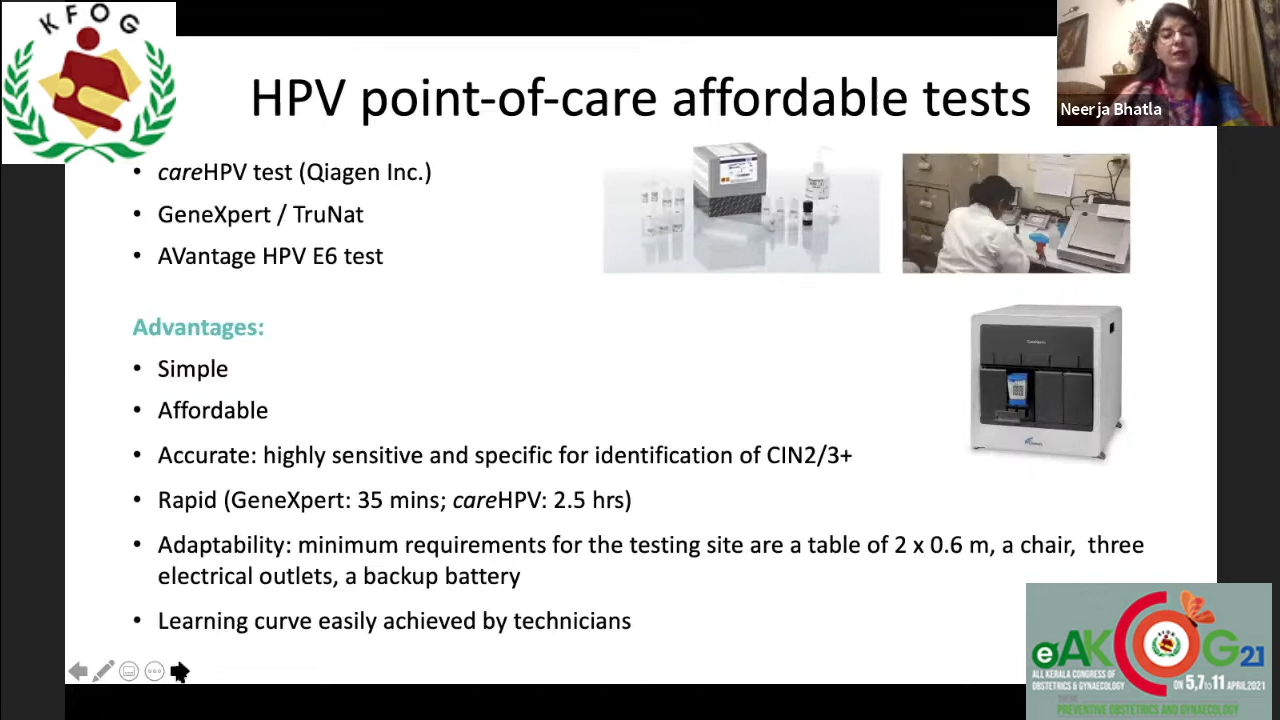 KFOG
HPV point-of-care affordable tests
Neerja Bhatla
• careHPV test (Qiagen Inc.)
• GeneXpert / TruNat
• AVantage HPV E6 test
Advantages:
• Simple
• Affordable
• Accurate: highly sensitive and specific for identification of CIN2/3+
• Rapid (GeneXpert: 35 mins; careHPV: 2.5 hrs)
• Adaptability: minimum requirements for the testing site are a table of 2 x 0.6 m, a chair, three
electrical outlets, a backup battery
• Learning curve easily achieved by technicians
eAKCOG21
ALL KERALA CONGRESS OF
OBSTETRICS & GYNAECOLOGY
ON 5,7 to 11 APRIL2021
PREVENTIVE OBSTETRICS AND GYNAECOLOGY